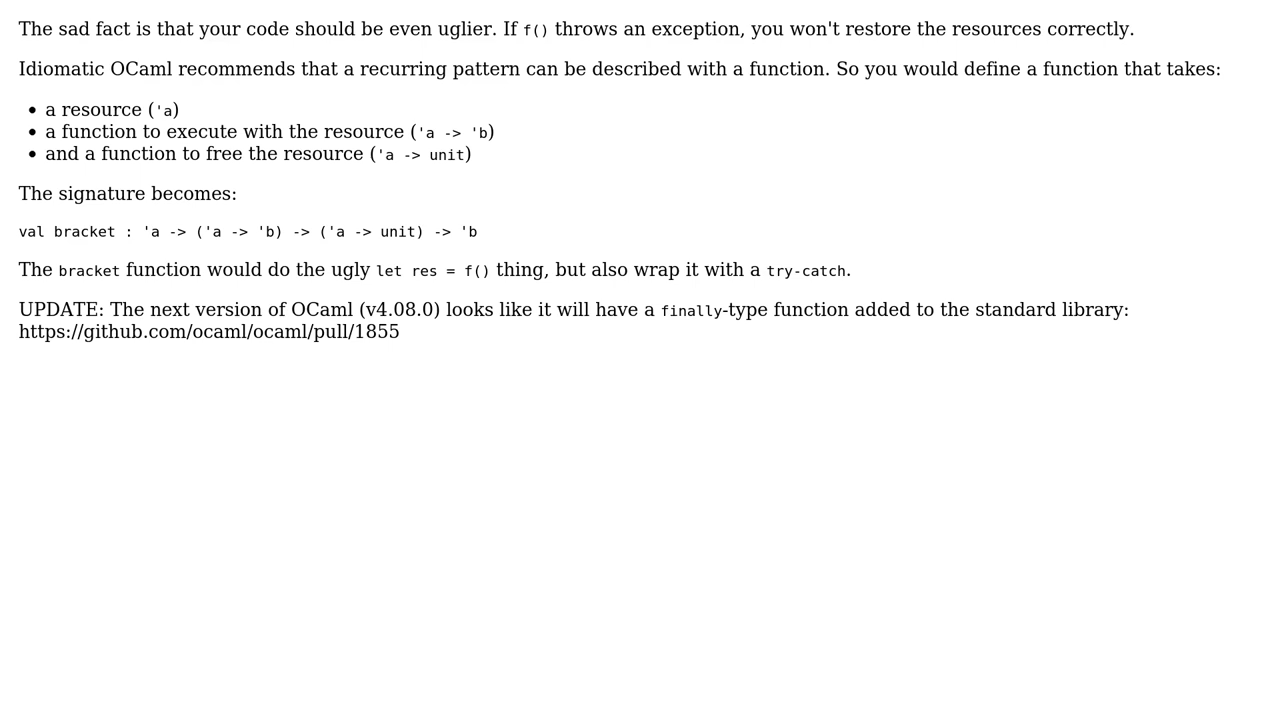 The sad fact is that your code should be even uglier. If f() throws an exception, you won't restore the resources correctly.
Idiomatic OCaml recommends that a recurring pattern can be described with a function. So you would define a function that takes:
• a resource ('a)
• a function to execute with the resource ('a -> 'b)
• and a function to free the resource ('a -> unit)
The signature becomes:
val bracket : 'a -> ('a -> 'b) -> ('a -> unit) -> 'b
The bracket function would do the ugly let res = f() thing, but also wrap it with a try-catch.
UPDATE: The next version of OCaml (v4.08.0) looks like it will have a finally-type function added to the standard library:
https://github.com/ocaml/ocaml/pull/1855